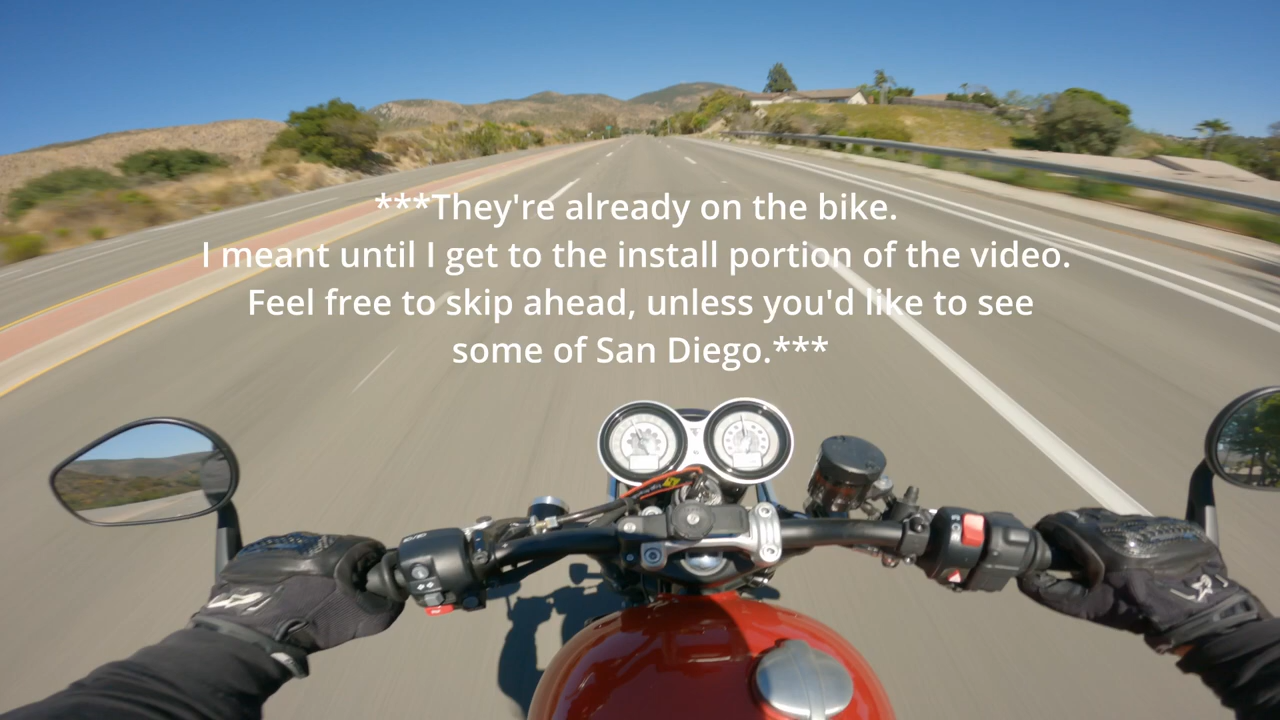 ***They're already on the bike.
I meant until I get to the install portion of the video.
Feel free to skip ahead, unless you'd like to see
some of San Diego.***